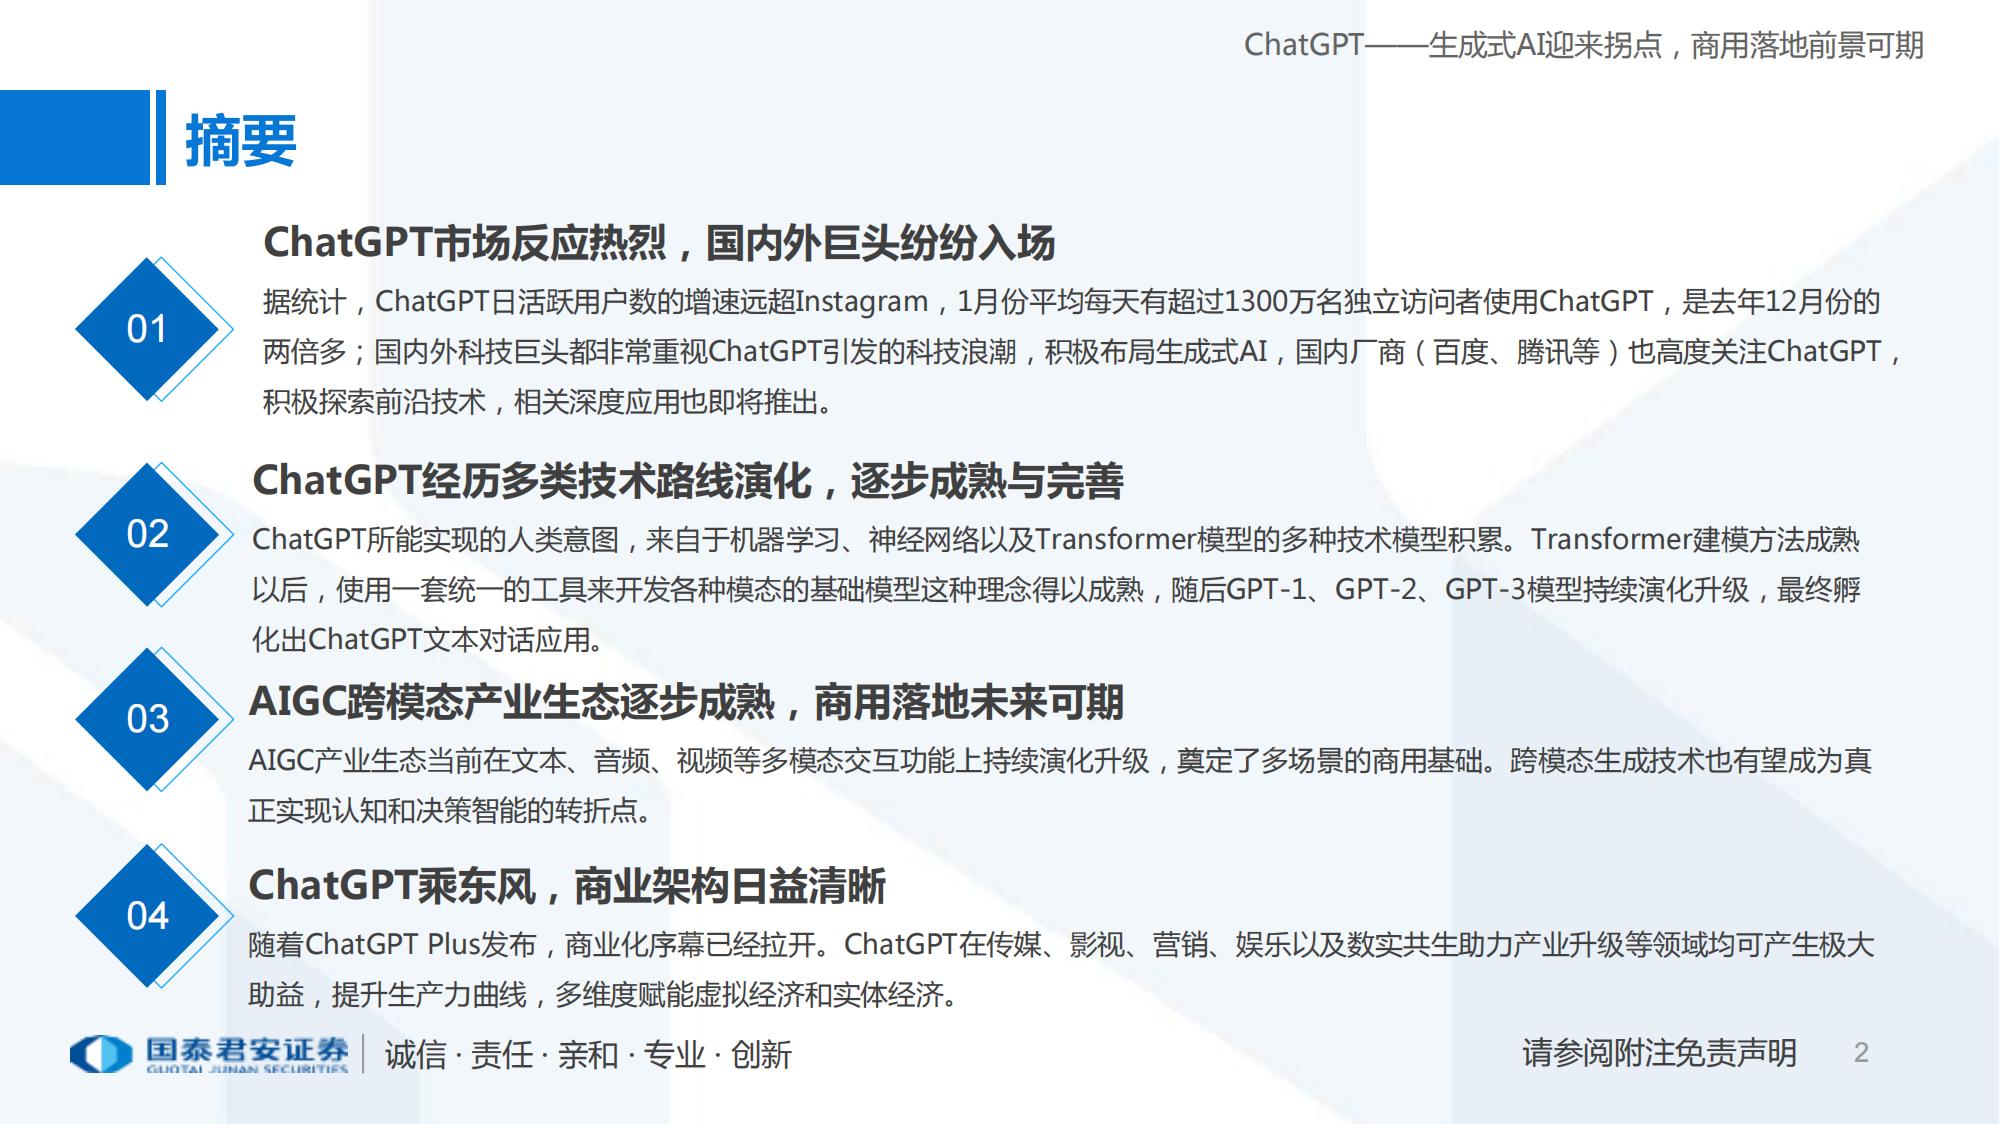 ChatGPT——生成式AI迎来拐点，商用落地前景可期
摘要
01
ChatGPT市场反应热烈，国内外巨头纷纷入场
据统计，ChatGPT日活跃用户数的增速远超Instagram，1月份平均每天有超过1300万名独立访问者使用ChatGPT，是去年12月份的
两倍多；国内外科技巨头都非常重视ChatGPT引发的科技浪潮，积极布局生成式AI，国内厂商（百度、腾讯等）也高度关注ChatGPT，
积极探索前沿技术，相关深度应用也即将推出。
02
ChatGPT经历多类技术路线演化，逐步成熟与完善
ChatGPT所能实现的人类意图，来自于机器学习、神经网络以及Transformer模型的多种技术模型积累。Transformer建模方法成熟
以后，使用一套统一的工具来开发各种模态的基础模型这种理念得以成熟，随后GPT-1、GPT-2、GPT-3模型持续演化升级，最终孵
化出ChatGPT文本对话应用。
03
AIGC跨模态产业生态逐步成熟，商用落地未来可期
AIGC产业生态当前在文本、音频、视频等多模态交互功能上持续演化升级，奠定了多场景的商用基础。跨模态生成技术也有望成为真
正实现认知和决策智能的转折点。
04
ChatGPT乘东风，商业架构日益清晰
随着ChatGPT Plus发布，商业化序幕已经拉开。ChatGPT在传媒、影视、营销、娱乐以及数实共生助力产业升级等领域均可产生极大
助益，提升生产力曲线，多维度赋能虚拟经济和实体经济。
国泰君安证券
GUOTAI JUNAN SECURITIES
诚信 · 责任 · 亲和 · 专业 · 创新
请参阅附注免责声明
2